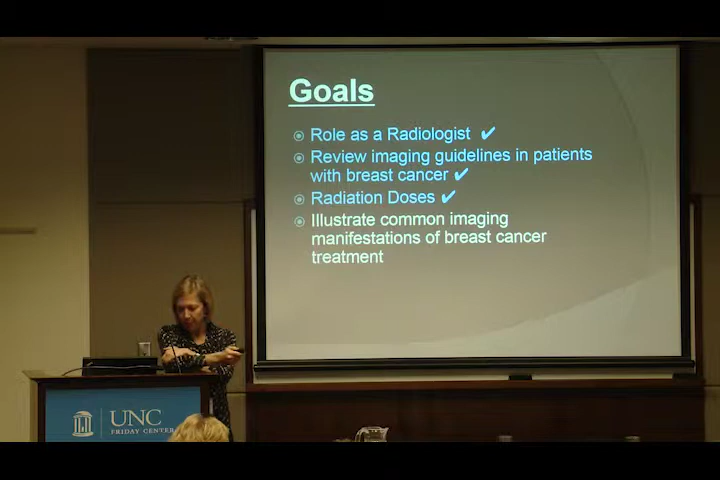 Goals
Role as a Radiologist ✔
Review imaging guidelines in patients
with breast cancer ✔
Radiation Doses ✔
Illustrate common imaging
manifestations of breast cancer
treatment
UNC
FRIDAY CENTER